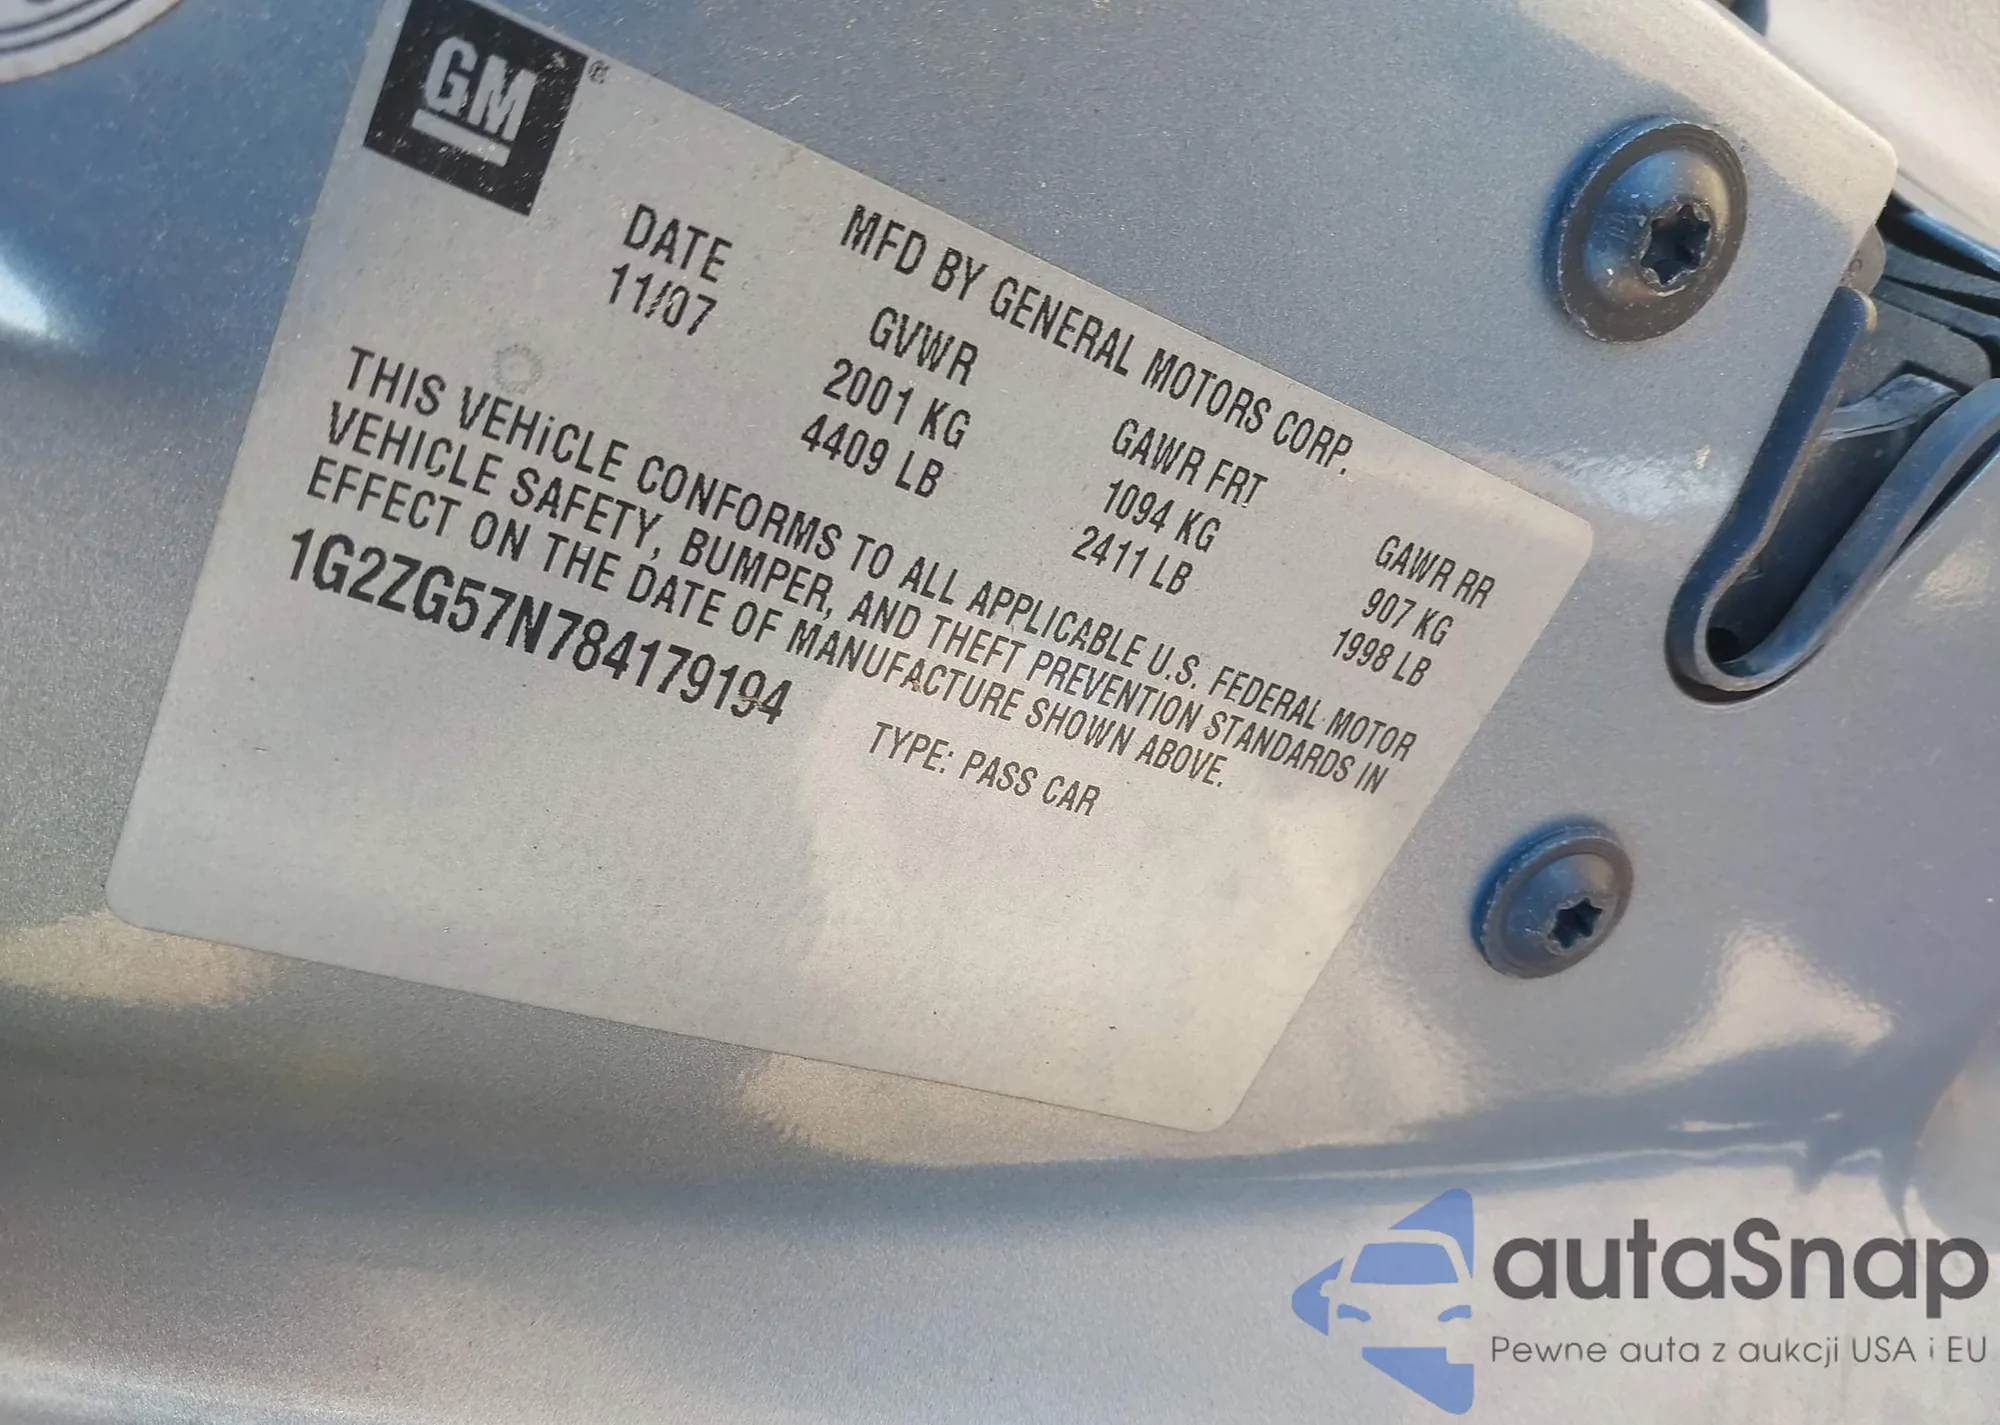 GM®
MFD BY GENERAL MOTORS CORP.
DATE GVWR GAWR FRT GAWR RR
11/07 2001 KG 1094 KG 907 KG
4409 LB 2411 LB 1998 LB
THIS VEHiCLE CONFORMS TO ALL APPLICABLE U.S. FEDERAL MOTOR
VEHICLE SAFETY, BUMPER, AND THEFT PREVENTION STANDARDS IN
EFFECT ON THE DATE OF MANUFACTURE SHOWN ABOVE.
1G2ZG57N784179194 TYPE: PASS CAR
autaSnap
Pewne auta z aukcji USA i EU